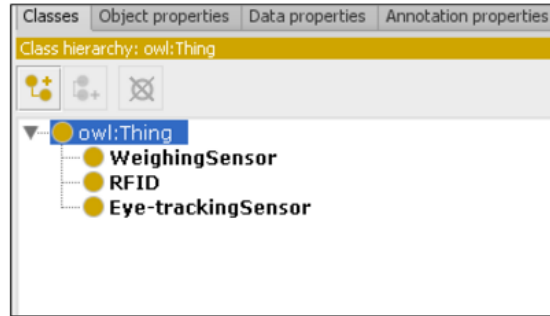 Classes Object properties Data properties Annotation properties
Class hierarchy: owl:Thing
owl:Thing
WeighingSensor
RFID
Eye-trackingSensor